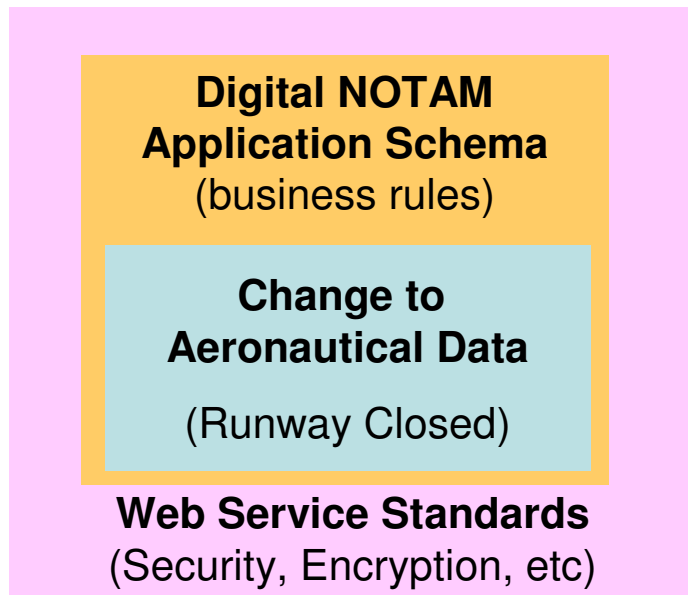 Digital NOTAM
Application Schema
(business rules)
Change to
Aeronautical Data
(Runway Closed)
Web Service Standards
(Security, Encryption, etc)